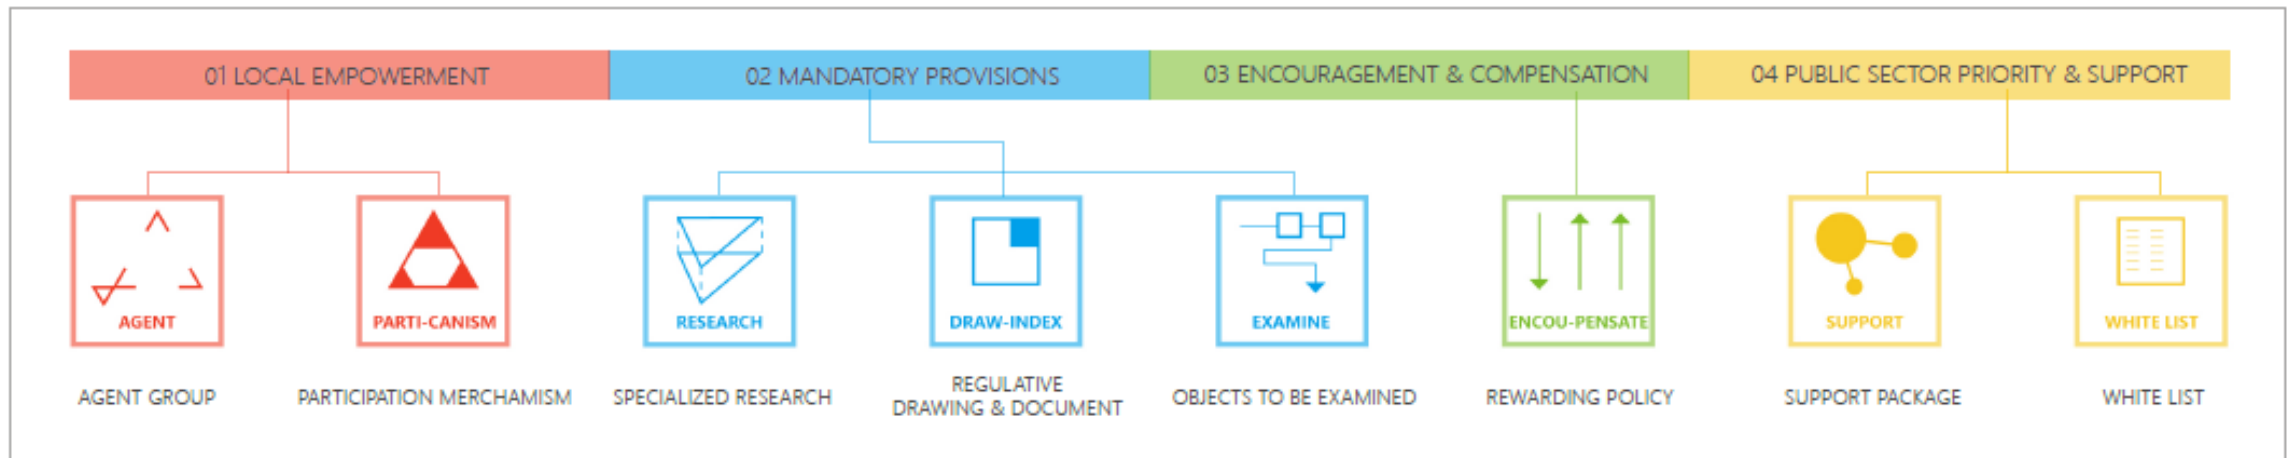 01 LOCAL EMPOWERMENT
02 MANDATORY PROVISIONS
03 ENCOURAGEMENT & COMPENSATION
04 PUBLIC SECTOR PRIORITY & SUPPORT
AGENT
PARTI-CANISM
RESEARCH
DRAW-INDEX
EXAMINE
ENCOU-PENSATE
SUPPORT
WHITE LIST
AGENT GROUP
PARTICIPATION MERCHAMISM
SPECIALIZED RESEARCH
REGULATIVE
DRAWING & DOCUMENT
OBJECTS TO BE EXAMINED
REWARDING POLICY
SUPPORT PACKAGE
WHITE LIST